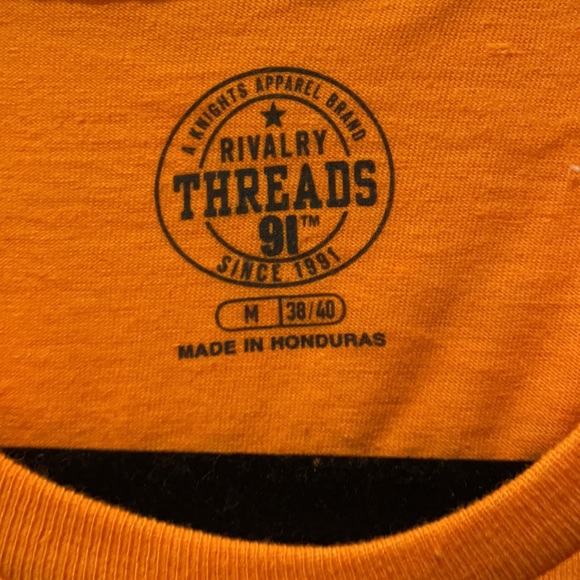 A KNIGHTS APPAREL BRAND
RIVALRY
THREADS
91™
SINCE 1991
M 38/40
MADE IN HONDURAS